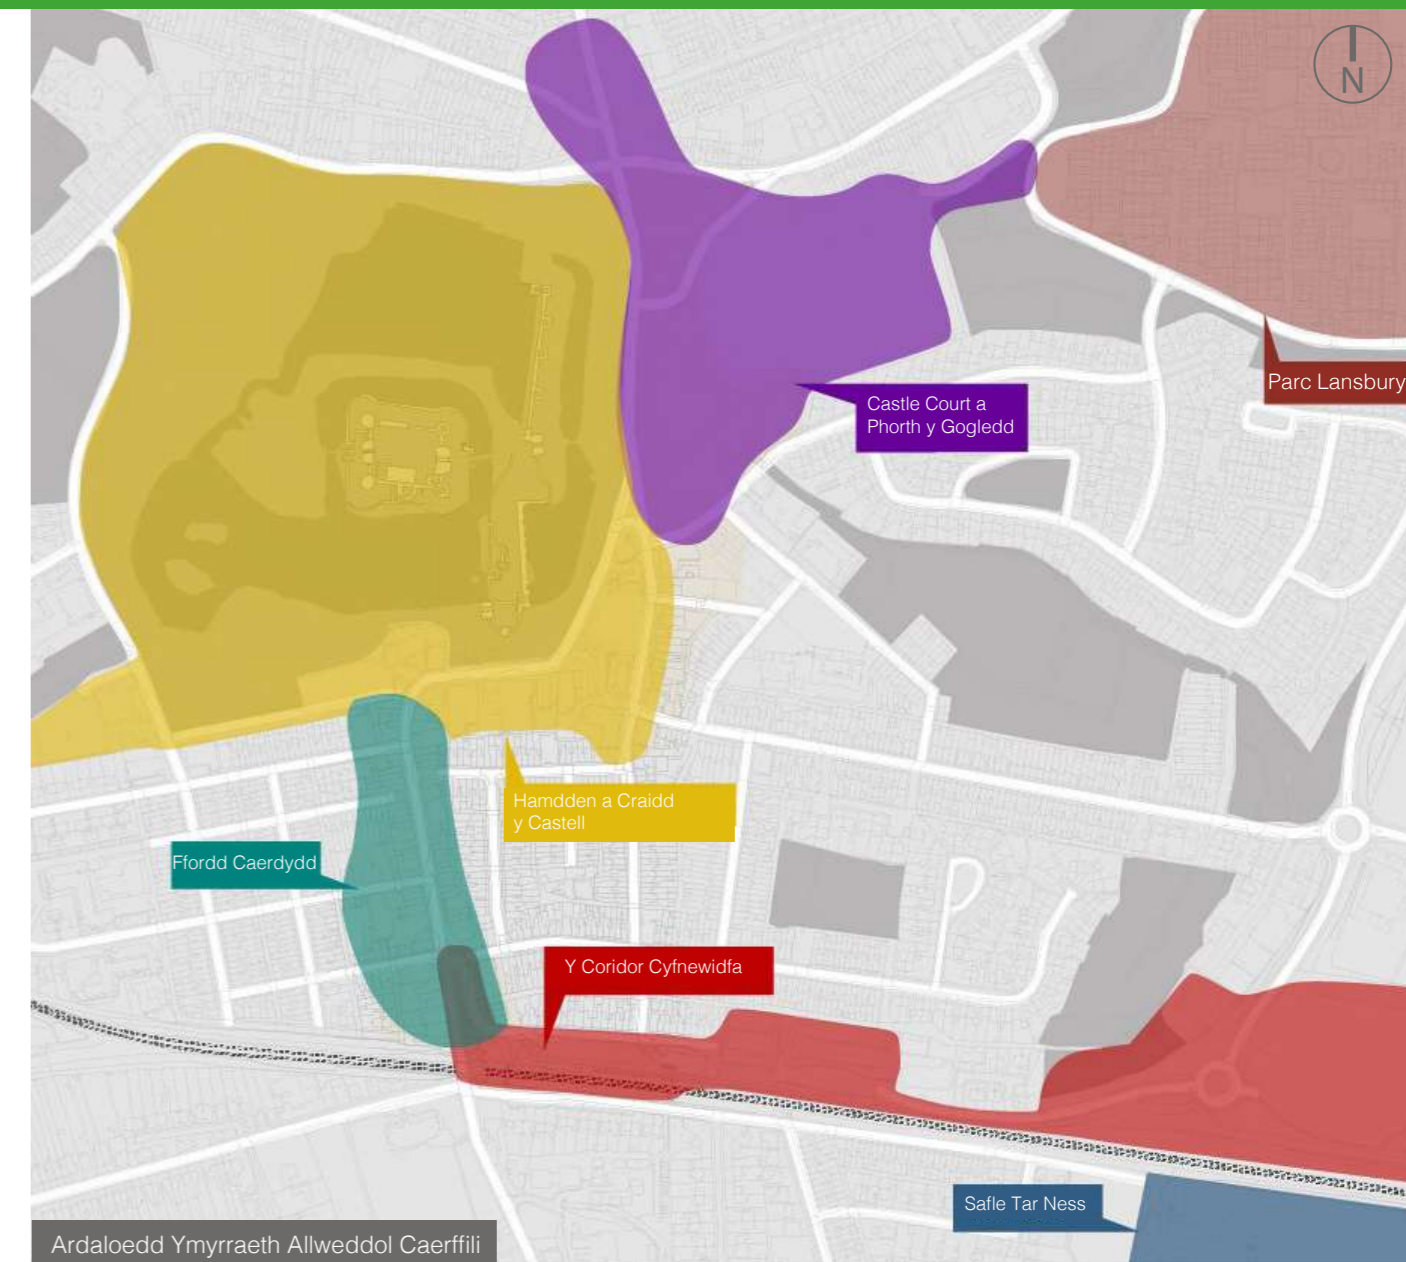 N
Parc Lansbury
Castle Court a
Phorth y Gogledd
Hamdden a Craidd
y Castell
Ffordd Caerdydd
Y Coridor Cyfnewidfa
Safle Tar Ness
Ardaloedd Ymyrraeth Allweddol Caerffili